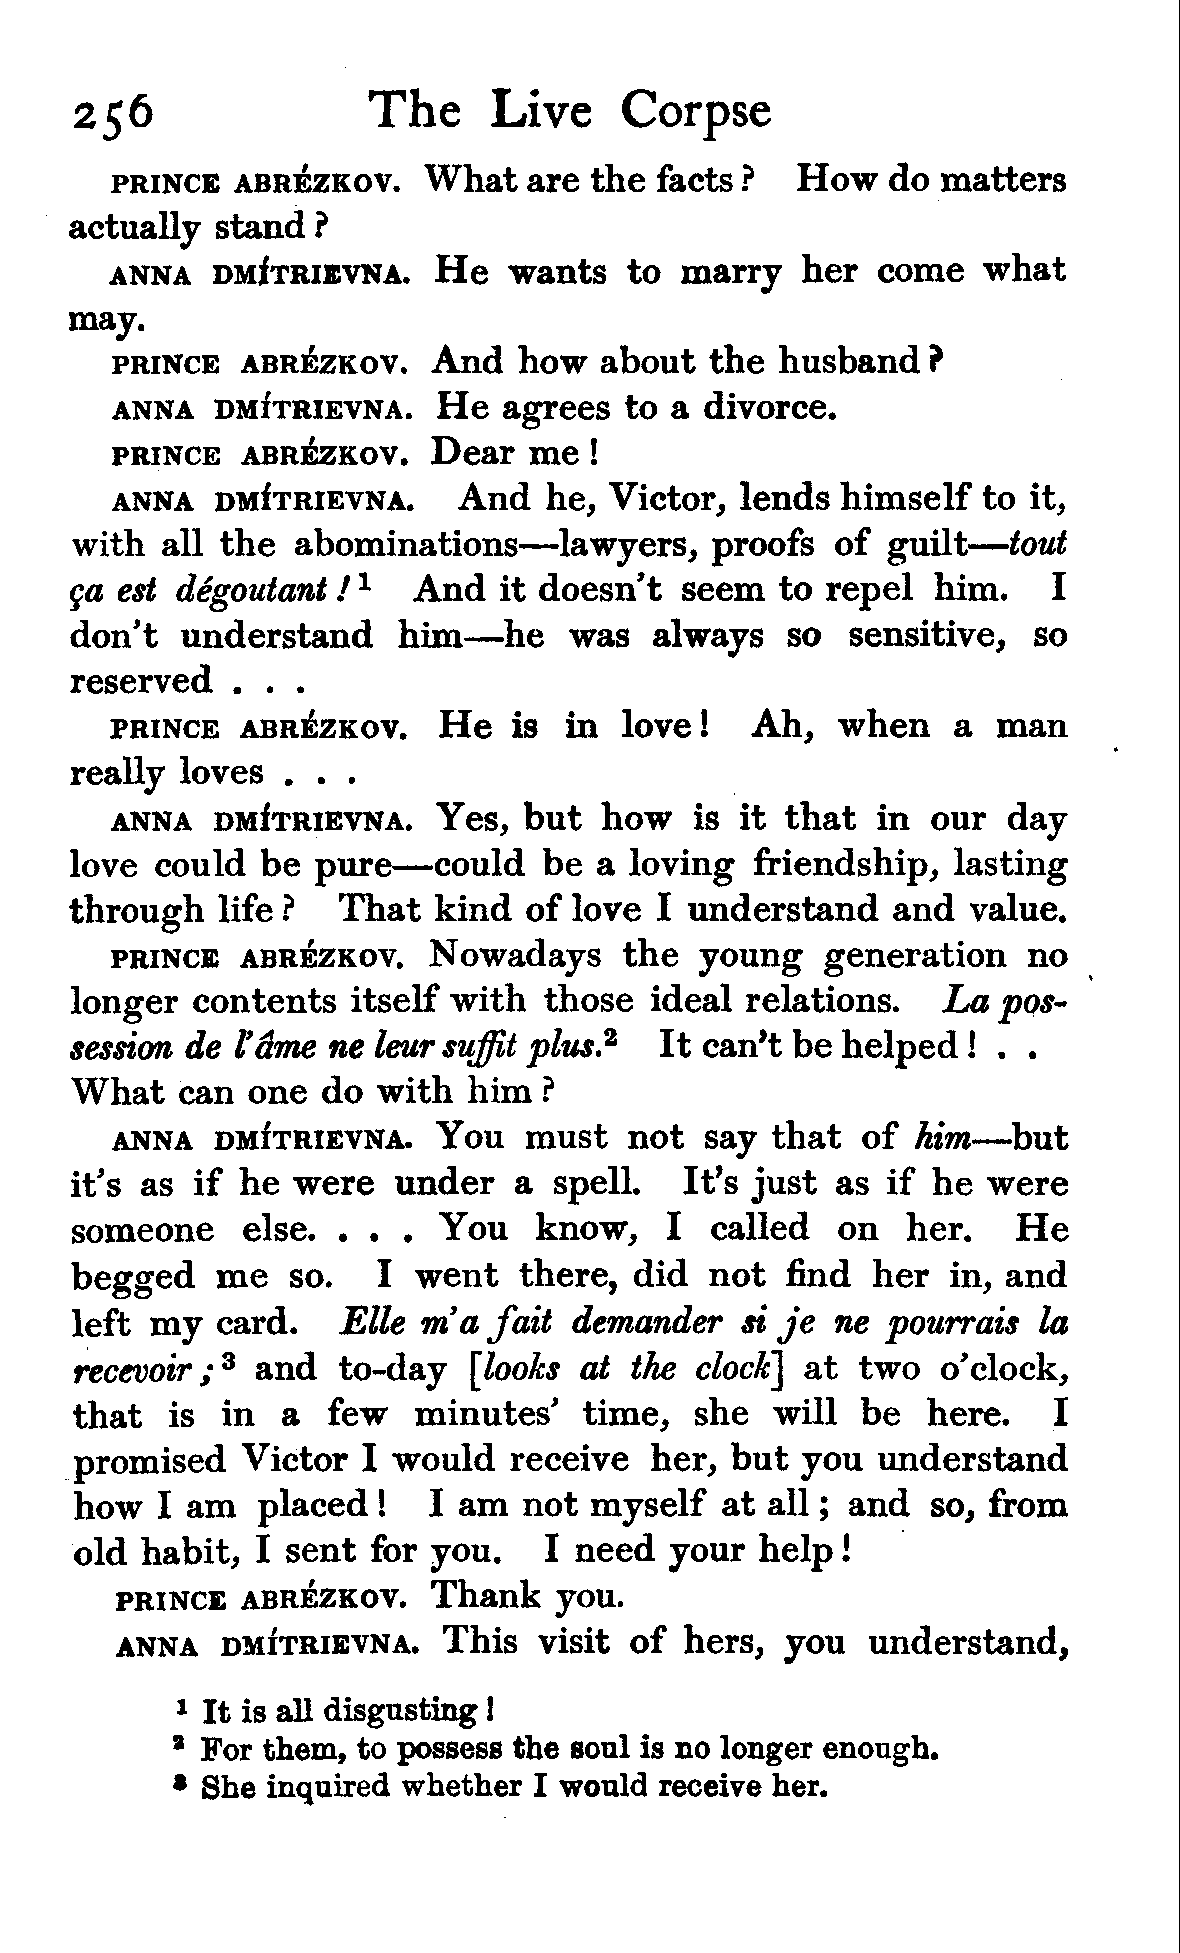 256 The Live Corpse
PRINCE ABRÉZKOV. What are the facts? How do matters
actually stand?
ANNA DMÍTRIEVNA. He wants to marry her come what
may.
PRINCE ABRÉZKOV. And how about the husband?
ANNA DMÍTRIEVNA. He agrees to a divorce.
PRINCE ABRÉZKOV. Dear me!
ANNA DMÍTRIEVNA. And he, Victor, lends himself to it,
with all the abominations—lawyers, proofs of guilt—tout
ça est dégoutant!¹ And it doesn't seem to repel him. I
don't understand him—he was always so sensitive, so
reserved . . .
PRINCE ABRÉZKOV. He is in love! Ah, when a man
really loves . . .
ANNA DMÍTRIEVNA. Yes, but how is it that in our day
love could be pure—could be a loving friendship, lasting
through life? That kind of love I understand and value.
PRINCE ABRÉZKOV. Nowadays the young generation no
longer contents itself with those ideal relations. La pos-
session de l'âme ne leur suffit plus.² It can't be helped! . .
What can one do with him?
ANNA DMÍTRIEVNA. You must not say that of him—but
it's as if he were under a spell. It's just as if he were
someone else. . . . You know, I called on her. He
begged me so. I went there, did not find her in, and
left my card. Elle m'a fait demander si je ne pourrais la
recevoir;³ and to-day [looks at the clock] at two o'clock,
that is in a few minutes' time, she will be here. I
promised Victor I would receive her, but you understand
how I am placed! I am not myself at all; and so, from
old habit, I sent for you. I need your help!
PRINCE ABRÉZKOV. Thank you.
ANNA DMÍTRIEVNA. This visit of hers, you understand,
¹ It is all disgusting!
² For them, to possess the soul is no longer enough.
³ She inquired whether I would receive her.